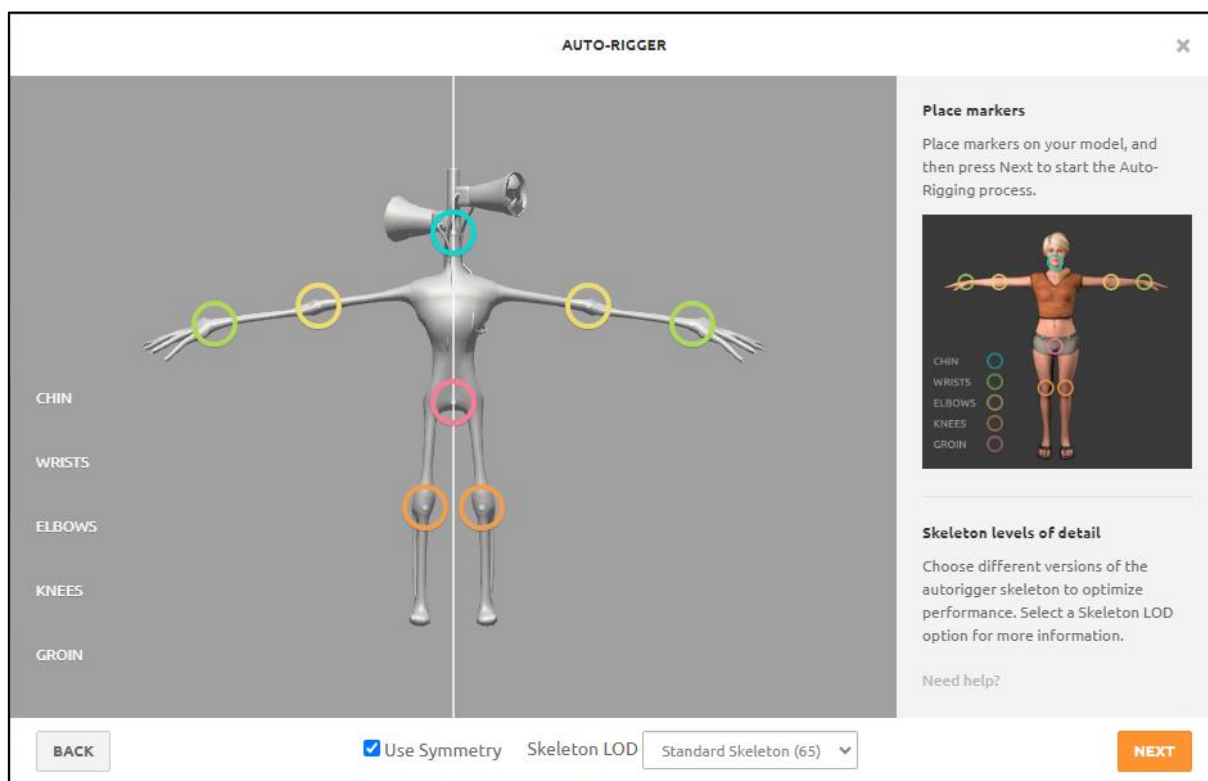 AUTO-RIGGER
×
CHIN
WRISTS
ELBOWS
KNEES
GROIN
Place markers
Place markers on your model, and
then press Next to start the Auto-
Rigging process.
CHIN
WRISTS
ELBOWS
KNEES
GROIN
Skeleton levels of detail
Choose different versions of the
autorigger skeleton to optimize
performance. Select a Skeleton LOD
option for more information.
Need help?
BACK
Use Symmetry
Skeleton LOD
Standard Skeleton (65)
NEXT